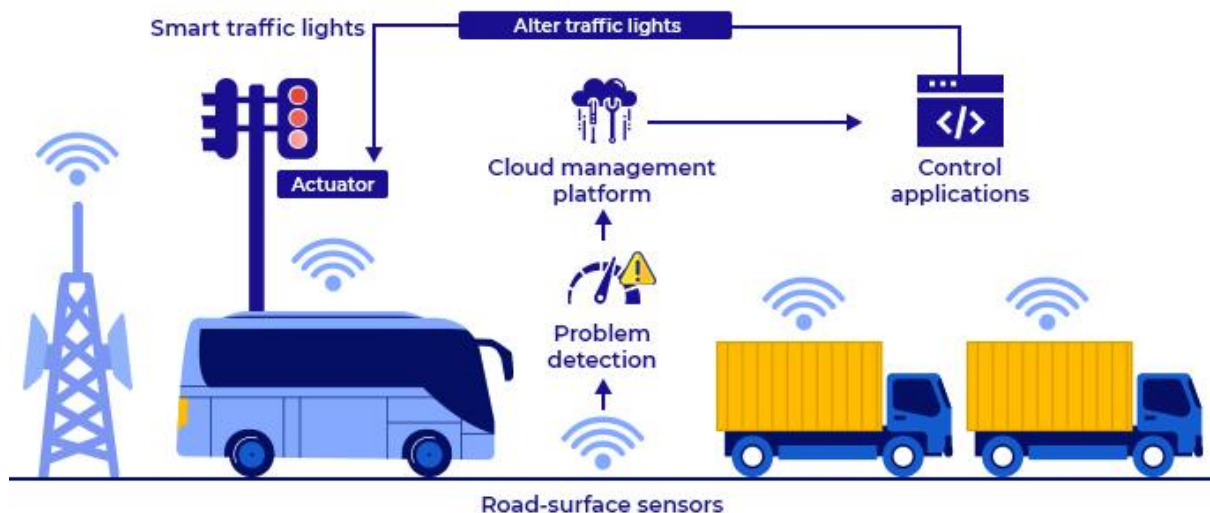 Smart traffic lights
Alter traffic lights
Actuator
Cloud management
platform
</>
Control
applications
Problem
detection
Road-surface sensors